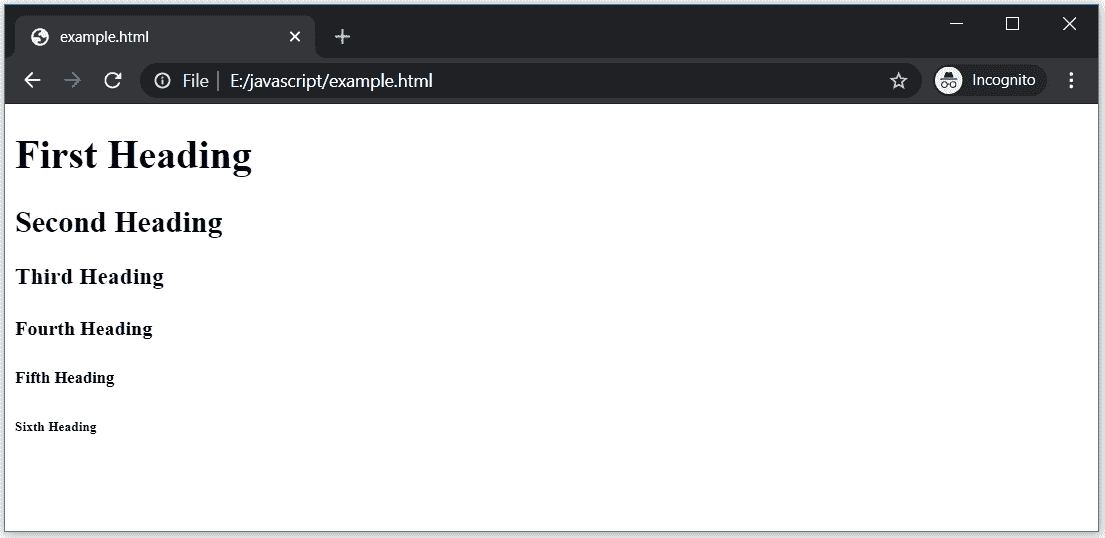 example.html
File E:/javascript/example.html Incognito
First Heading
Second Heading
Third Heading
Fourth Heading
Fifth Heading
Sixth Heading